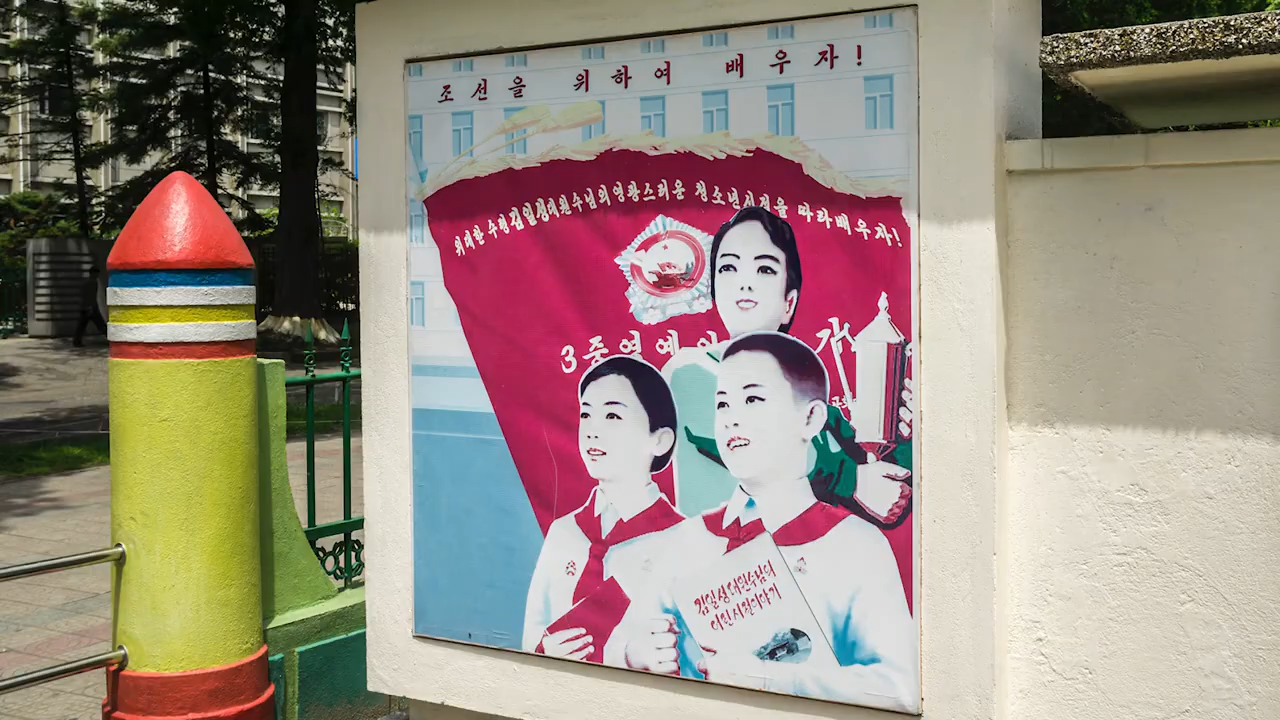 조선을 위하여 배우자!
위대한 수령 김일성대원수님의 영광스러운 청소년시절을 따라배우자!
3중영예의
김일성대원수님의
어린시절이야기